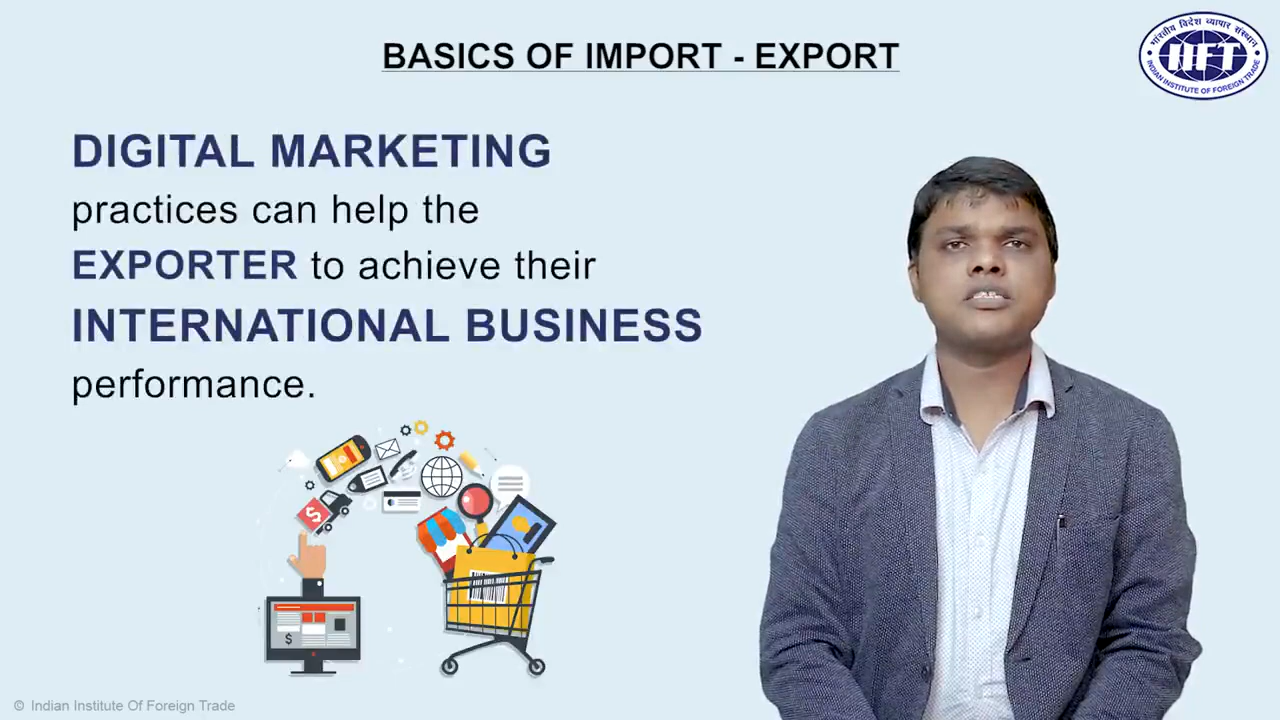 BASICS OF IMPORT - EXPORT
भारतीय विदेश व्यापार संस्थान
IIFT
INDIAN INSTITUTE OF FOREIGN TRADE
DIGITAL MARKETING
practices can help the
EXPORTER to achieve their
INTERNATIONAL BUSINESS
performance.
$
$
© Indian Institute Of Foreign Trade